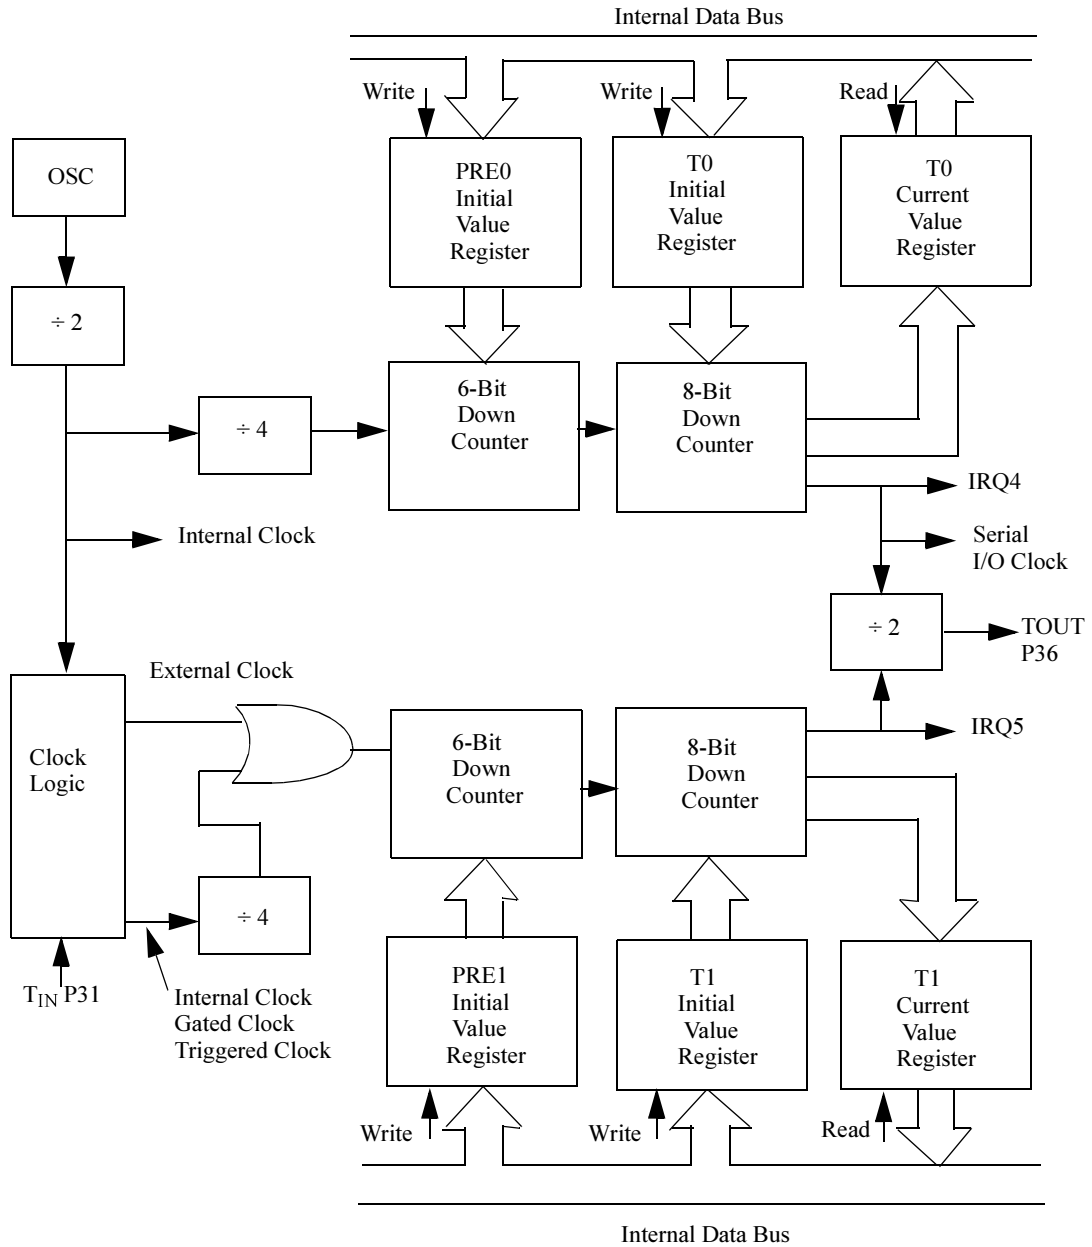 Internal Data Bus
Write
Write
Read
OSC
PRE0
Initial
Value
Register
T0
Initial
Value
Register
T0
Current
Value
Register
÷ 2
÷ 4
6-Bit
Down
Counter
8-Bit
Down
Counter
IRQ4
Internal Clock
Serial
I/O Clock
÷ 2
TOUT
P36
External Clock
Clock
Logic
6-Bit
Down
Counter
8-Bit
Down
Counter
IRQ5
÷ 4
TIN P31
Internal Clock
Gated Clock
Triggered Clock
PRE1
Initial
Value
Register
T1
Initial
Value
Register
T1
Current
Value
Register
Write
Write
Read
Internal Data Bus